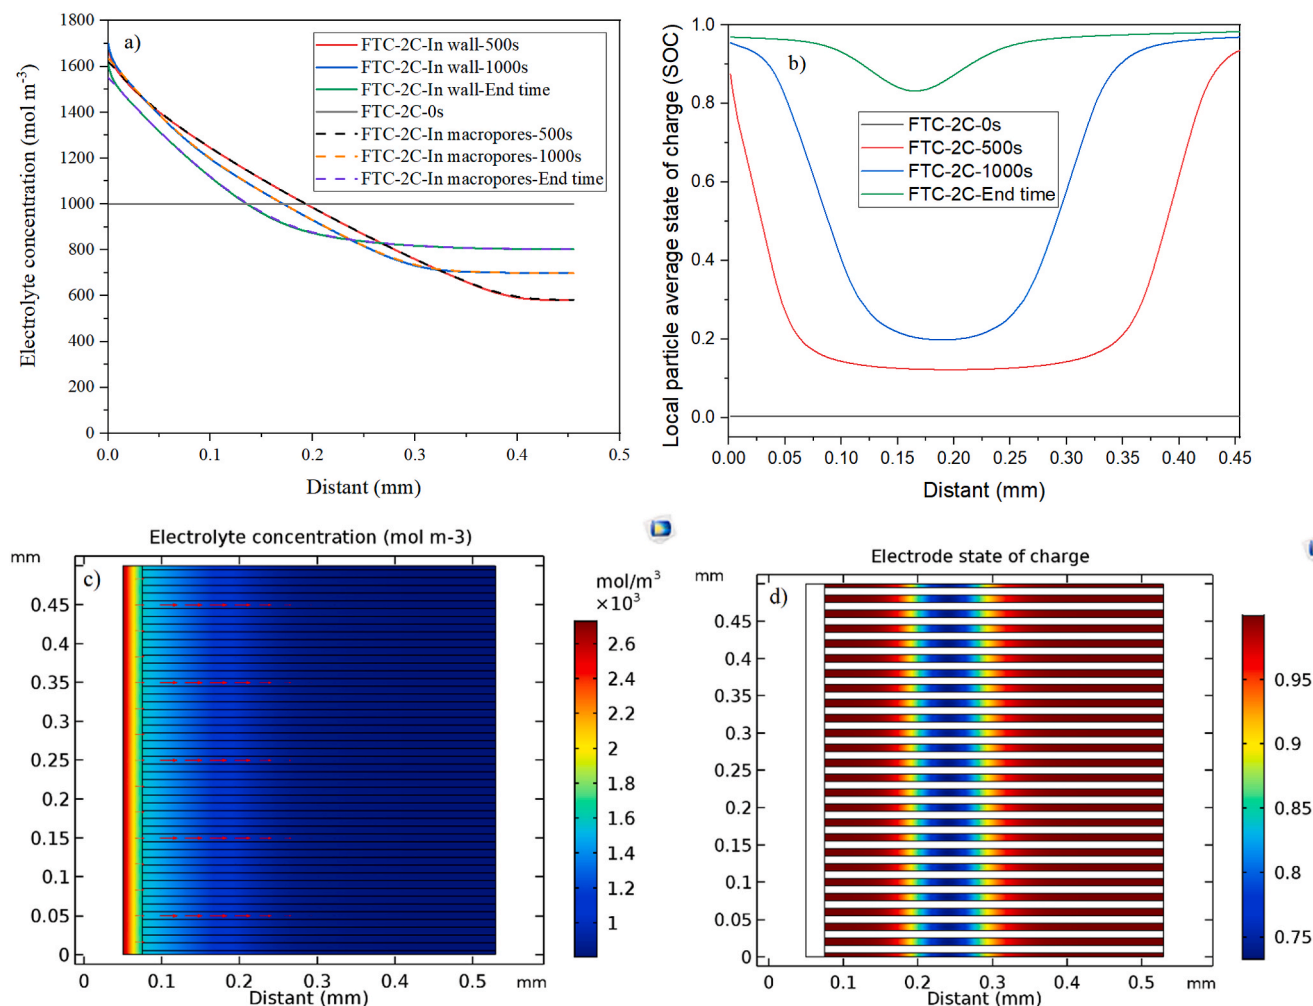 1800
1600
1400
1200
1000
800
600
400
200
0
Electrolyte concentration (mol m⁻³)
a)
FTC-2C-In wall-500s
FTC-2C-In wall-1000s
FTC-2C-In wall-End time
FTC-2C-0s
FTC-2C-In macropores-500s
FTC-2C-In macropores-1000s
FTC-2C-In macropores-End time
0.0 0.1 0.2 0.3 0.4 0.5
Distant (mm)
1.0
0.8
0.6
0.4
0.2
0.0
Local particle average state of charge (SOC)
b)
FTC-2C-0s
FTC-2C-500s
FTC-2C-1000s
FTC-2C-End time
0.00 0.05 0.10 0.15 0.20 0.25 0.30 0.35 0.40 0.45
Distant (mm)
Electrolyte concentration (mol m-3)
mm
c)
0.45
0.4
0.35
0.3
0.25
0.2
0.15
0.1
0.05
0
0 0.1 0.2 0.3 0.4 0.5 mm
Distant (mm)
mol/m³
×10³
2.6
2.4
2.2
2
1.8
1.6
1.4
1.2
1
Electrode state of charge
mm
d)
0.45
0.4
0.35
0.3
0.25
0.2
0.15
0.1
0.05
0
0 0.1 0.2 0.3 0.4 0.5 mm
Distant (mm)
0.95
0.9
0.85
0.8
0.75